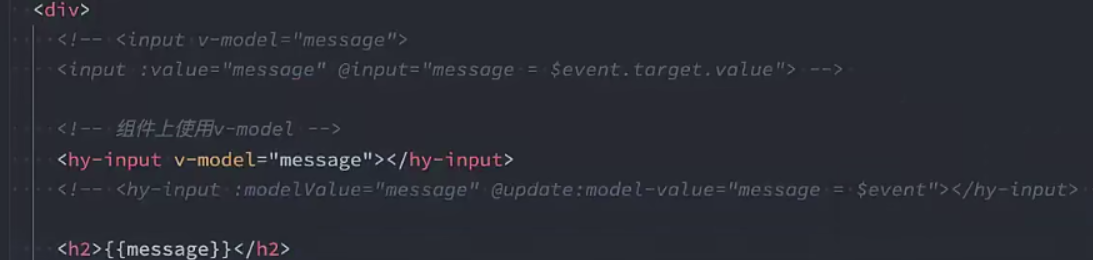 <div>
<!-- <input v-model="message">
<input :value="message" @input="message = $event.target.value"> -->
<!-- 组件上使用v-model -->
<hy-input v-model="message"></hy-input>
<!-- <hy-input :modelValue="message" @update:model-value="message = $event"></hy-input>
<h2>{{message}}</h2>